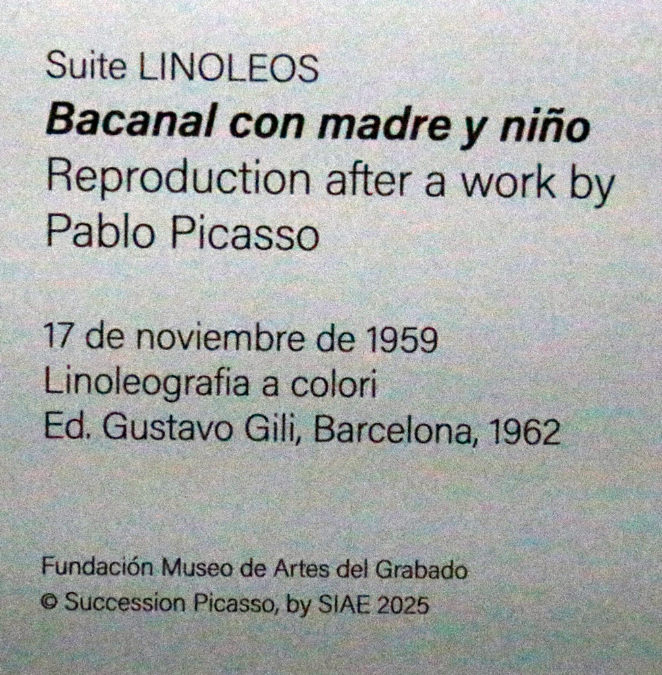 Suite LINOLEOS
Bacanal con madre y niño
Reproduction after a work by
Pablo Picasso
17 de noviembre de 1959
Linoleografia a colori
Ed. Gustavo Gili, Barcelona, 1962
Fundación Museo de Artes del Grabado
© Succession Picasso, by SIAE 2025